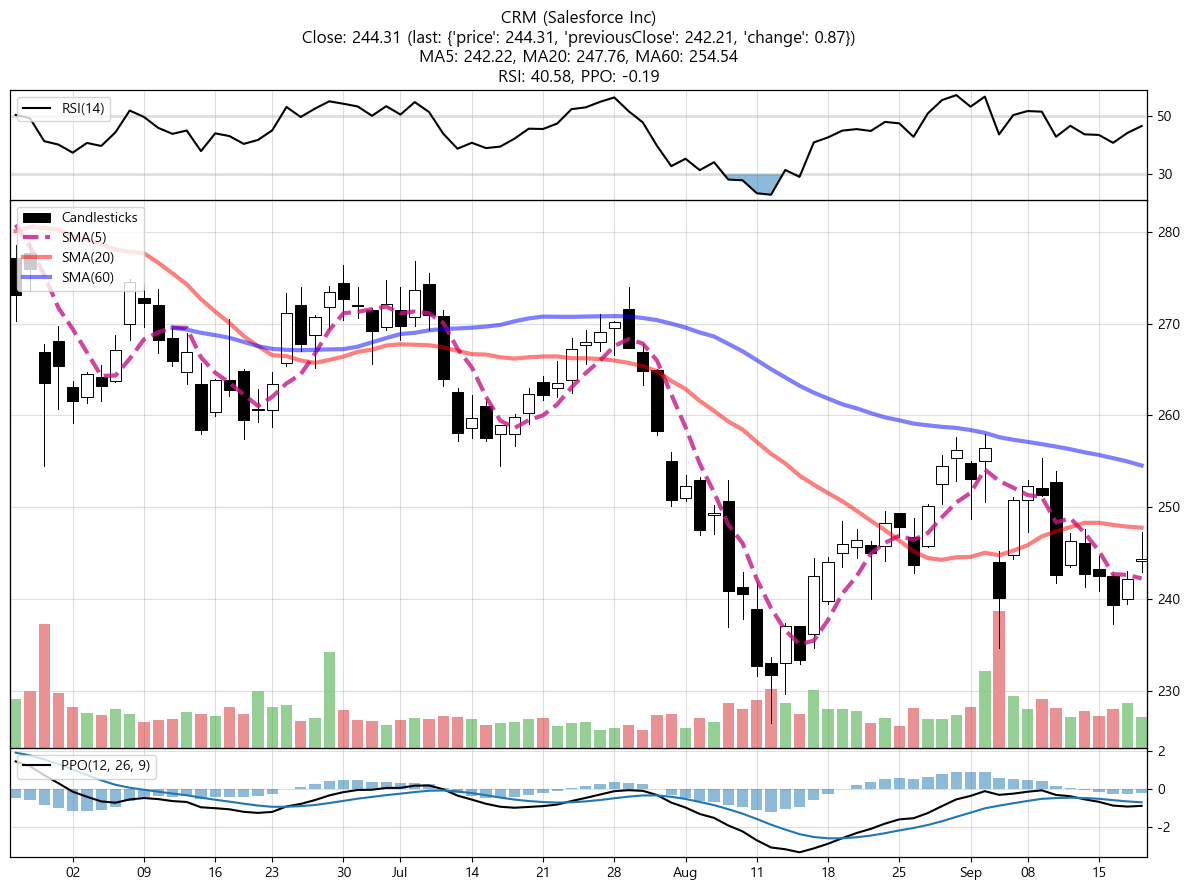 CRM (Salesforce Inc)
Close: 244.31 (last: {'price': 244.31, 'previousClose': 242.21, 'change': 0.87})
MA5: 242.22, MA20: 247.76, MA60: 254.54
RSI: 40.58, PPO: -0.19
RSI(14)
50
30
Candlesticks
SMA(5)
SMA(20)
SMA(60)
280
270
260
250
240
230
PPO(12, 26, 9)
2
0
-2
02 09 16 23 30 Jul 14 21 28 Aug 11 18 25 Sep 08 15